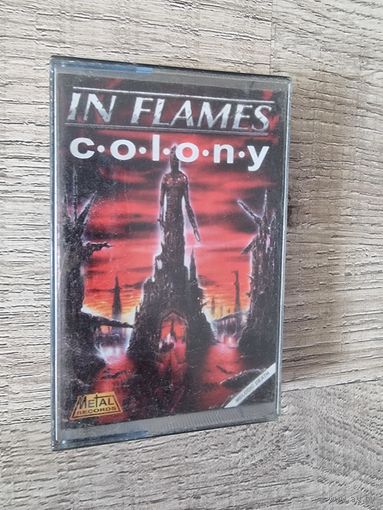 IN FLAMES
c·o·l·o·n·y
METAL
RECORDS